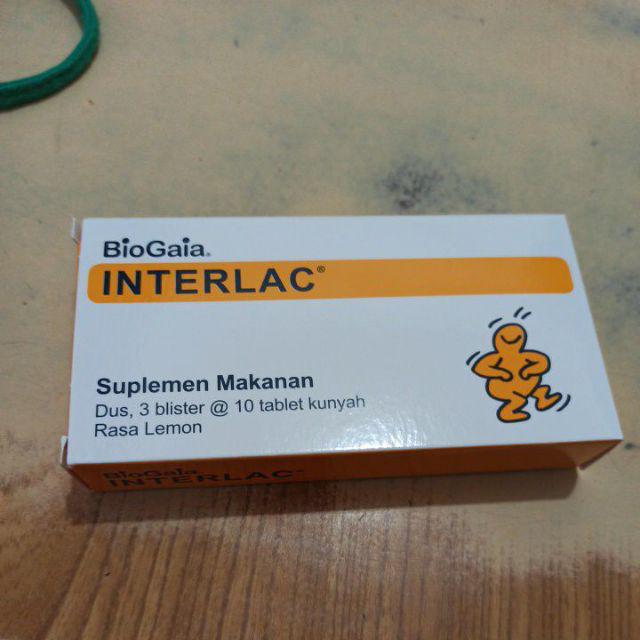 BioGaia®
INTERLAC®
Suplemen Makanan
Dus, 3 blister @ 10 tablet kunyah
Rasa Lemon
BioGaia
INTERLAC®